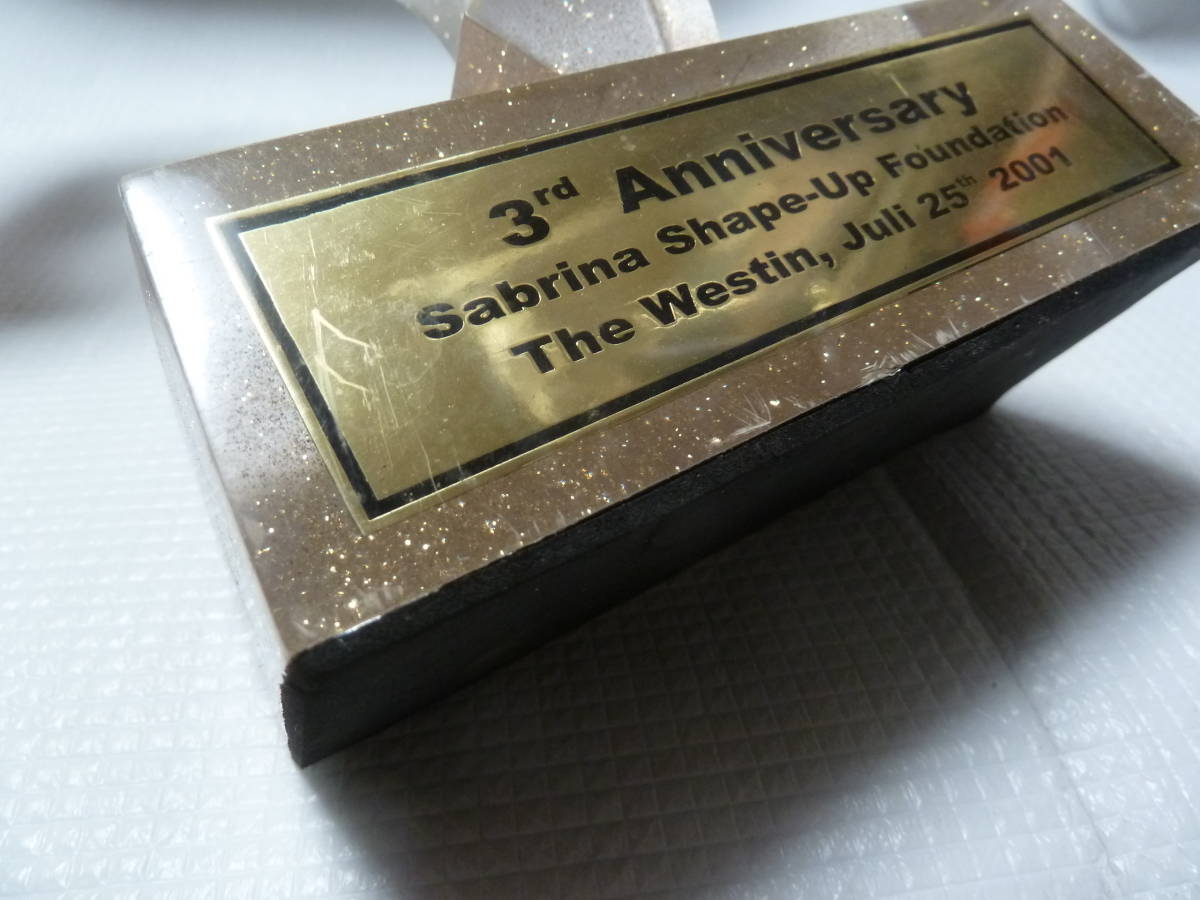 3rd Anniversary
Sabrina Shape-Up Foundation
The Westin, Juli 25th 2001